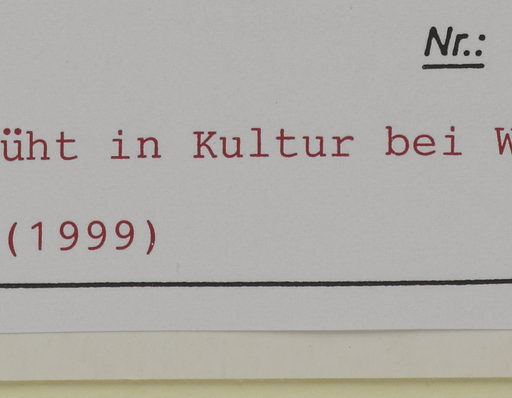 Nr.:
üht in Kultur bei W
(1999)